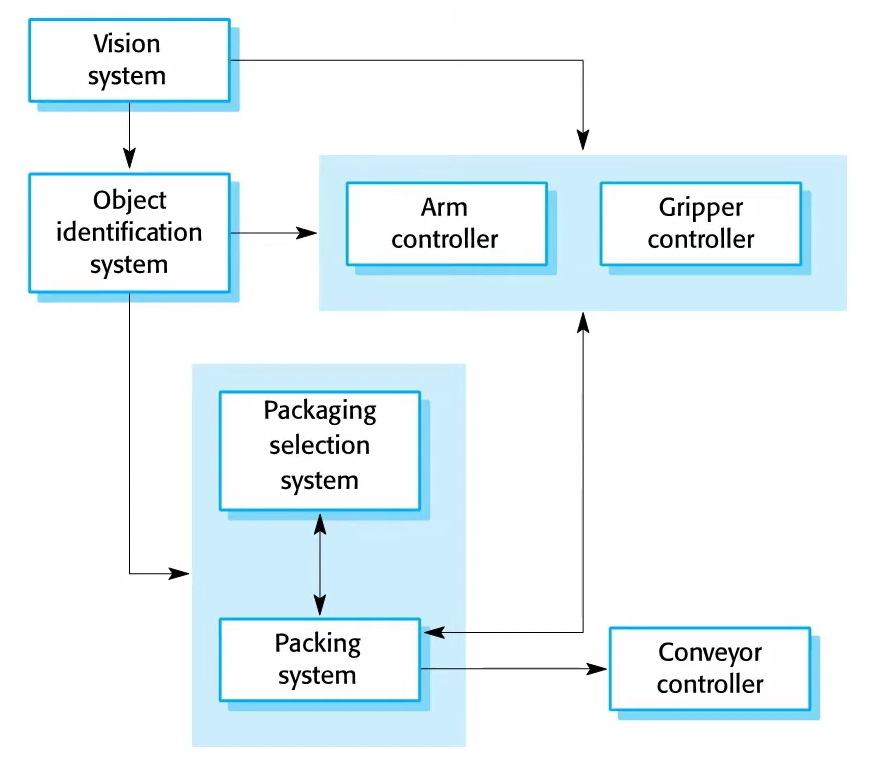 Vision
system
Object
identification
system
Arm
controller
Gripper
controller
Packaging
selection
system
Packing
system
Conveyor
controller